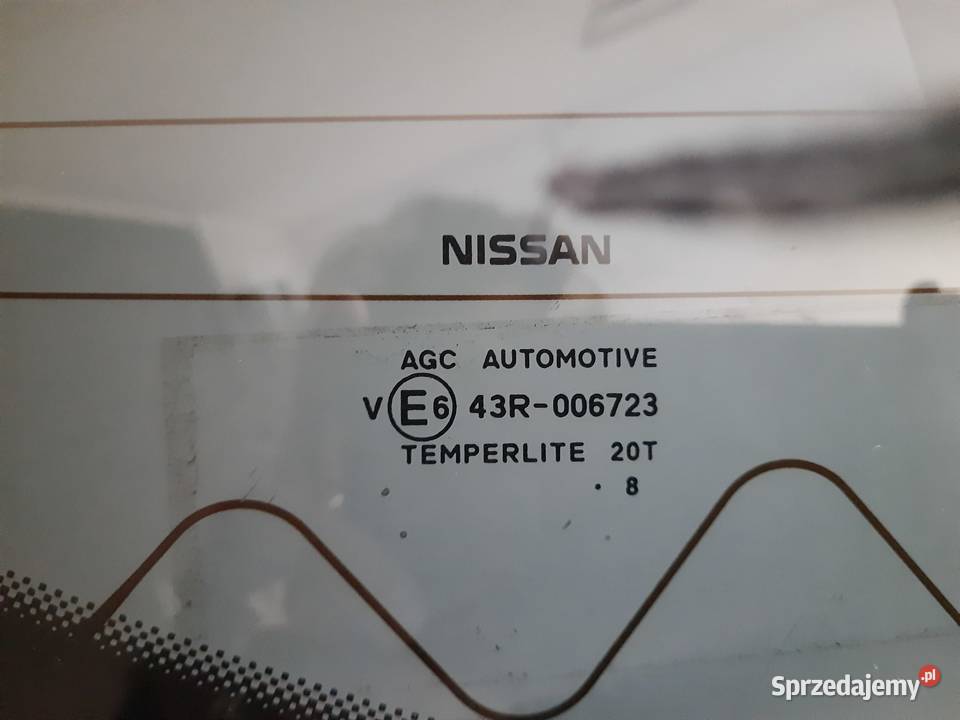 NISSAN
AGC AUTOMOTIVE
V E6 43R-006723
TEMPERLITE 20T
· 8
Sprzedajemy.pl